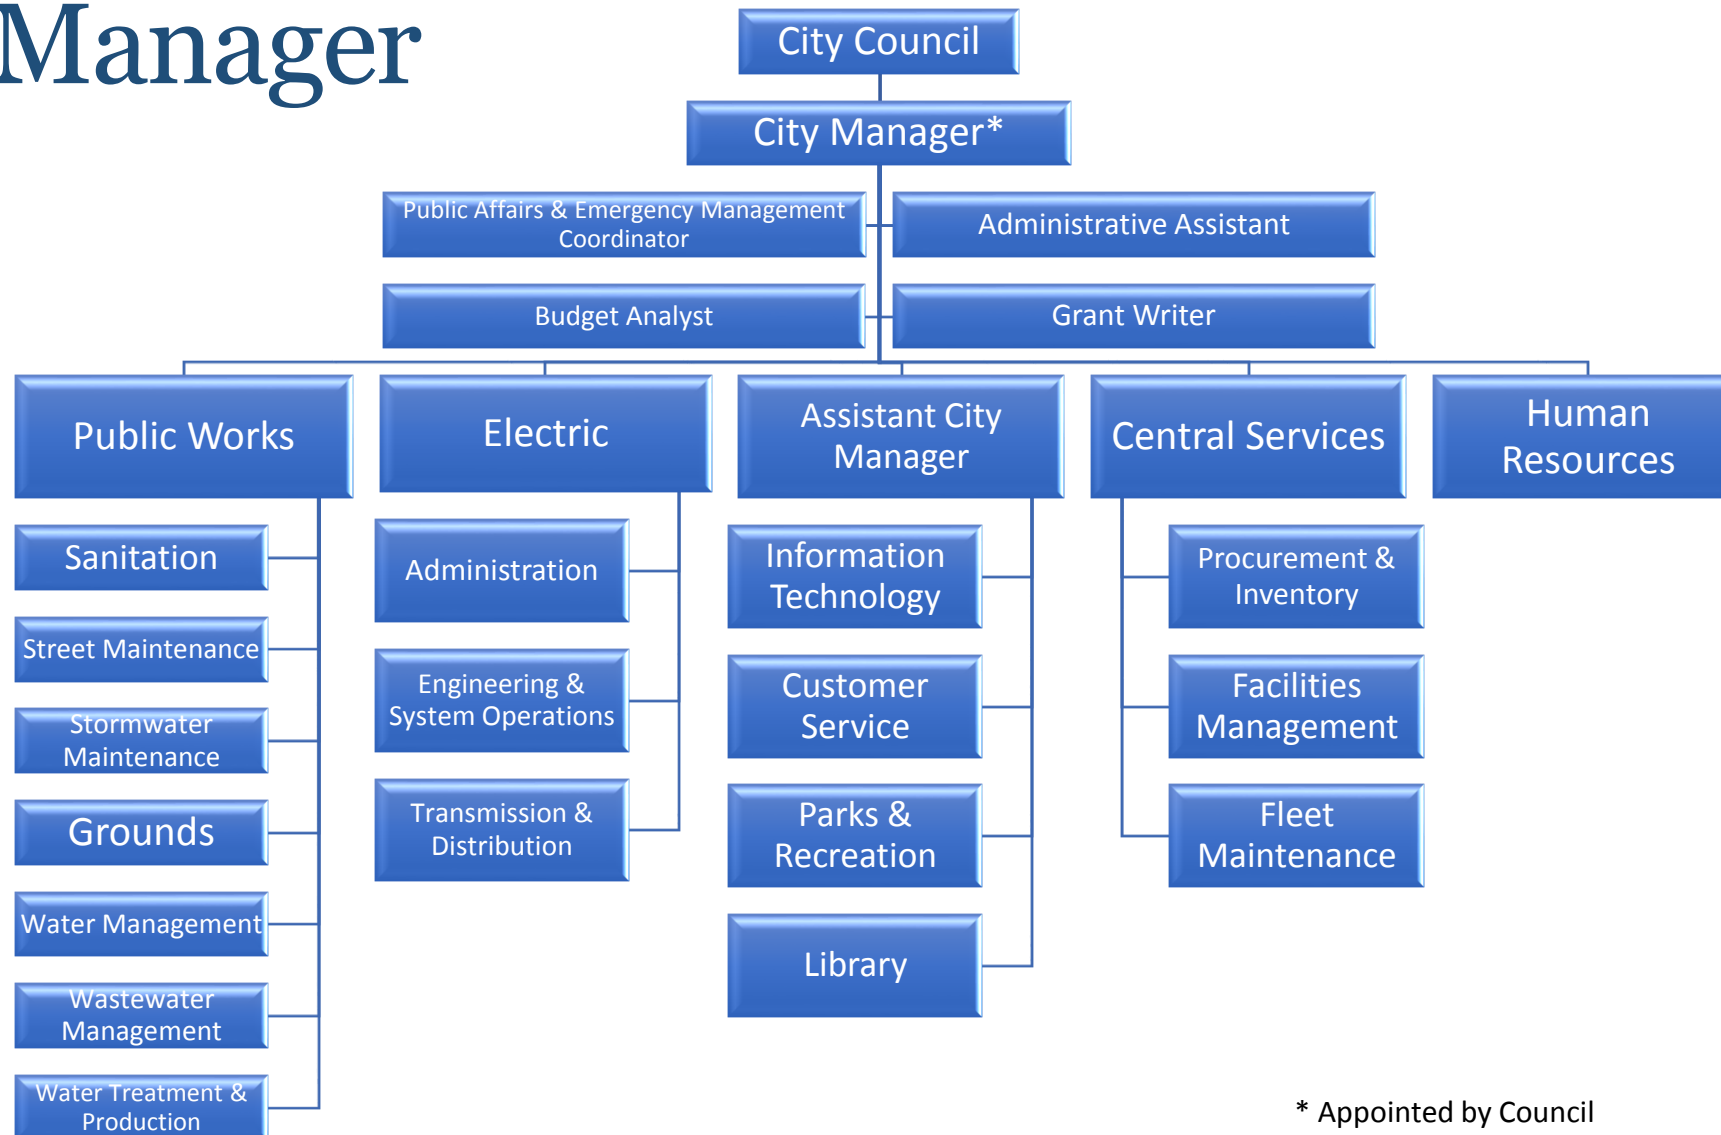 Manager
City Council
City Manager*
Public Affairs & Emergency Management
Coordinator
Administrative Assistant
Budget Analyst
Grant Writer
Public Works
Electric
Assistant City
Manager
Central Services
Human
Resources
Sanitation
Street Maintenance
Stormwater
Maintenance
Grounds
Water Management
Wastewater
Management
Water Treatment &
Production
Administration
Engineering &
System Operations
Transmission &
Distribution
Information
Technology
Customer
Service
Parks &
Recreation
Library
Procurement &
Inventory
Facilities
Management
Fleet
Maintenance
* Appointed by Council